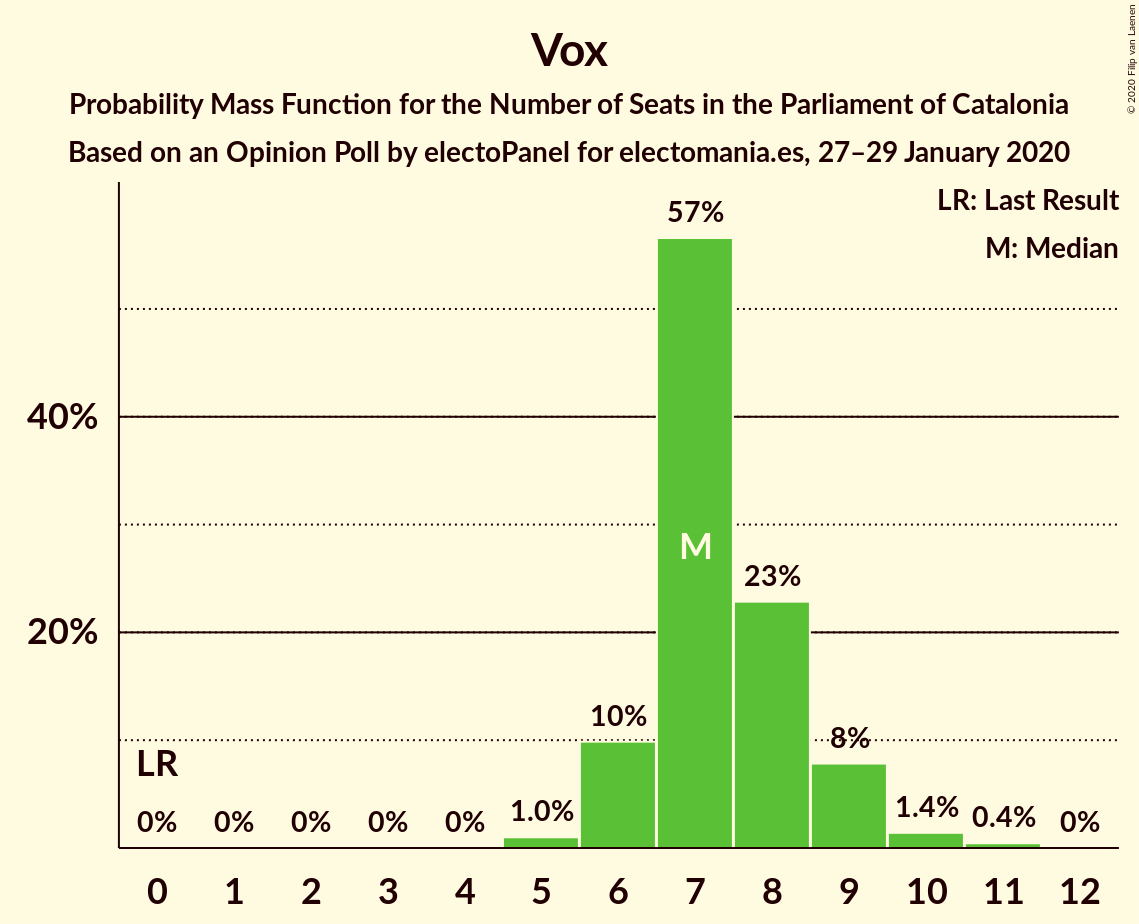 Vox
Probability Mass Function for the Number of Seats in the Parliament of Catalonia
Based on an Opinion Poll by electoPanel for electomania.es, 27–29 January 2020
© 2020 Filip van Laenen
LR: Last Result
M: Median
57%
40%
M
23%
20%
10%
8%
LR
0% 0% 0% 0% 0% 1.0% 1.4% 0.4% 0%
0 1 2 3 4 5 6 7 8 9 10 11 12